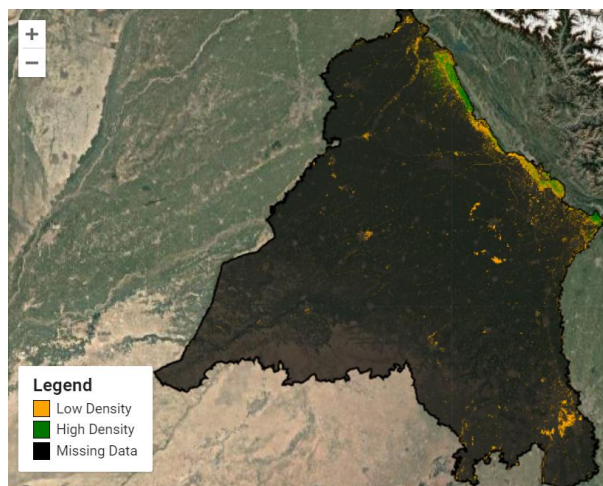 +
−
Legend
Low Density
High Density
Missing Data